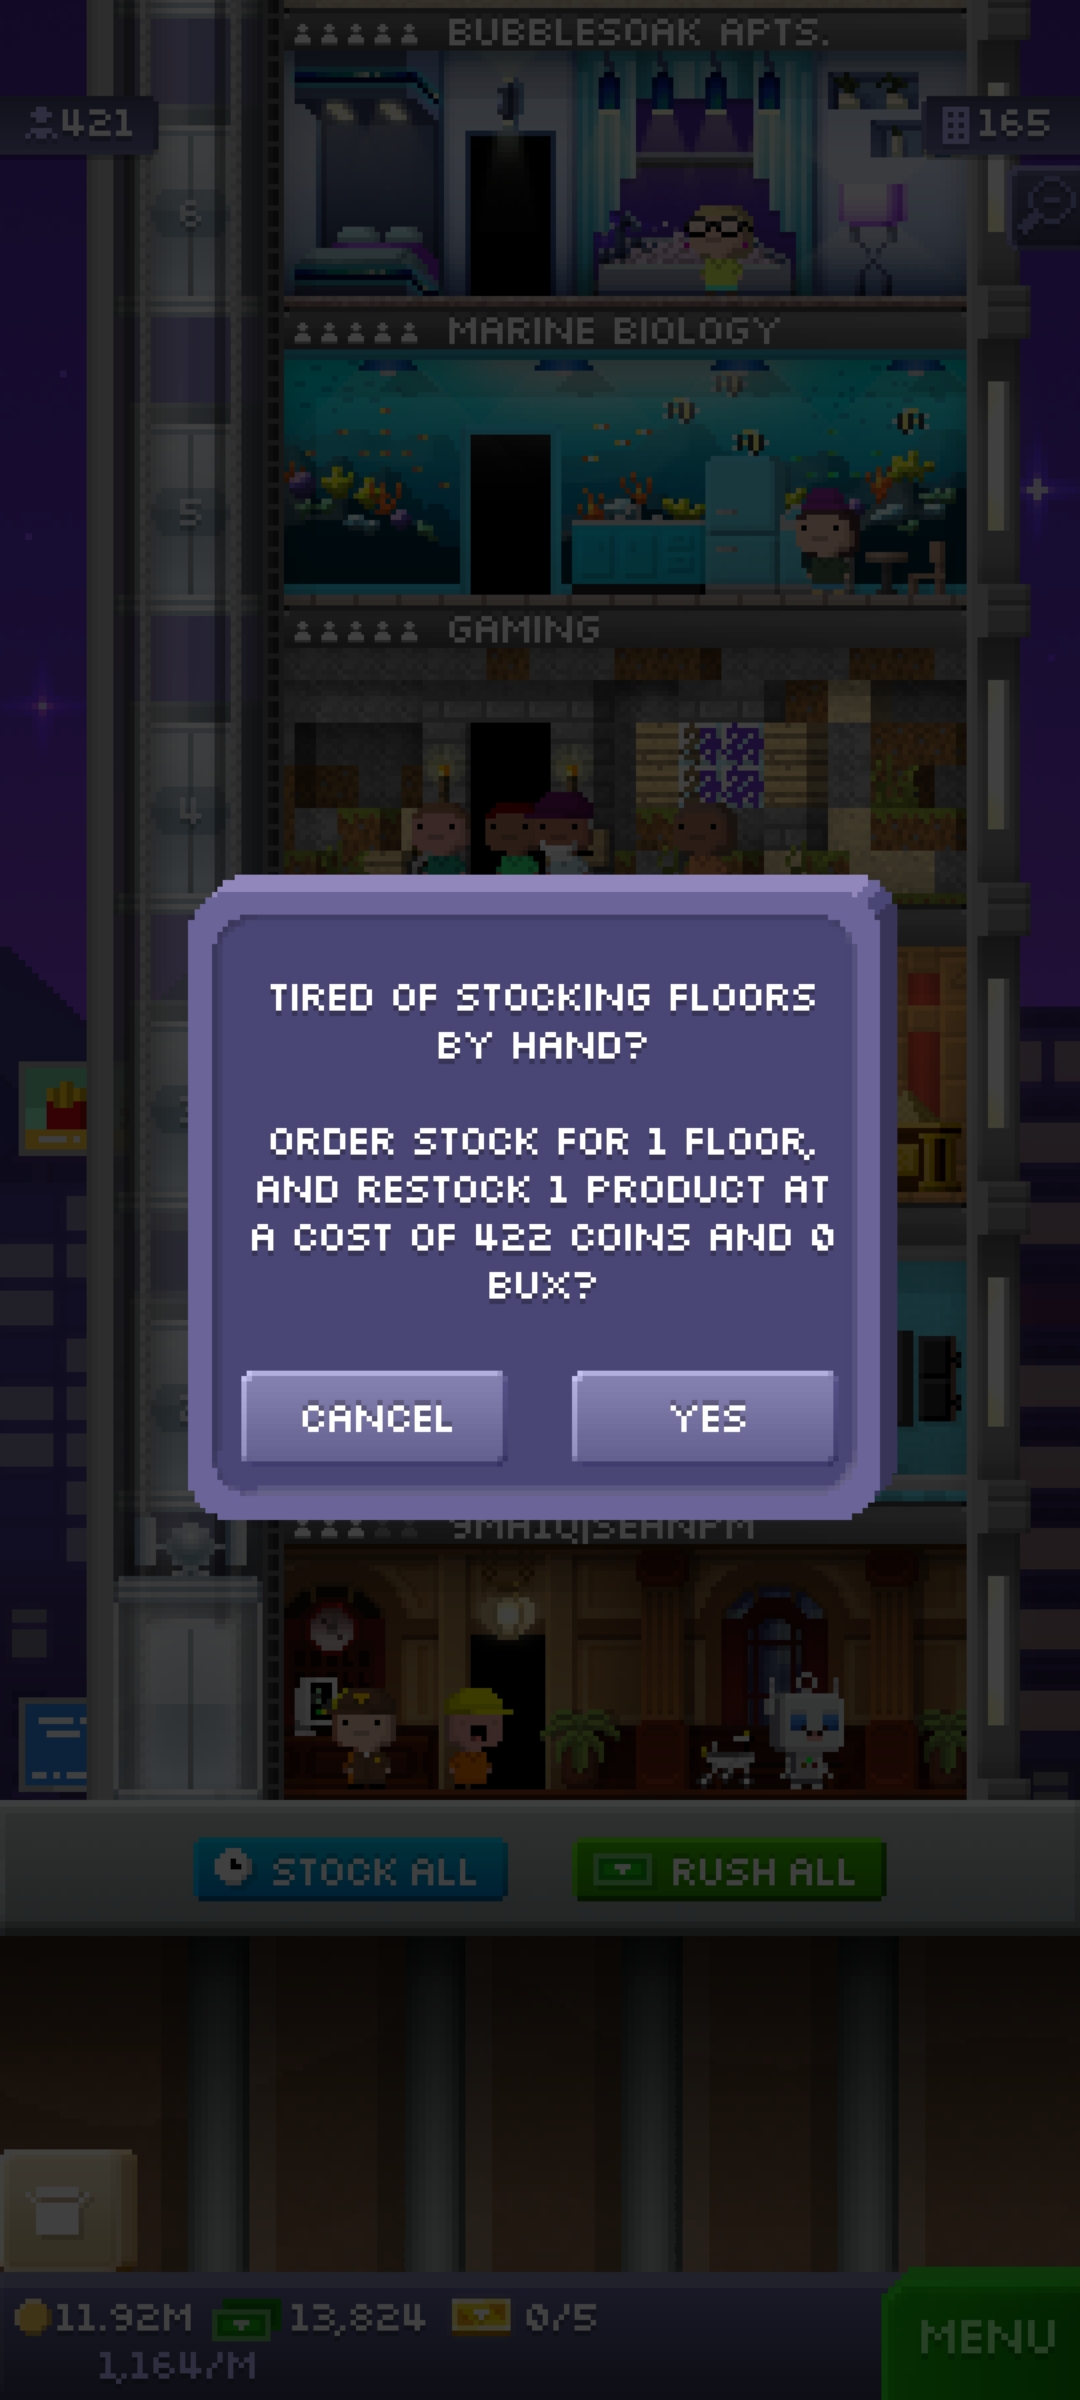 BUBBLESOAK APTS.
421
165
6
MARINE BIOLOGY
5
GAMING
4
TIRED OF STOCKING FLOORS
BY HAND?
ORDER STOCK FOR 1 FLOOR,
AND RESTOCK 1 PRODUCT AT
A COST OF 422 COINS AND 0
BUX?
CANCEL
YES
STOCK ALL
RUSH ALL
11.92M
13,824
0/5
MENU
1,164/M